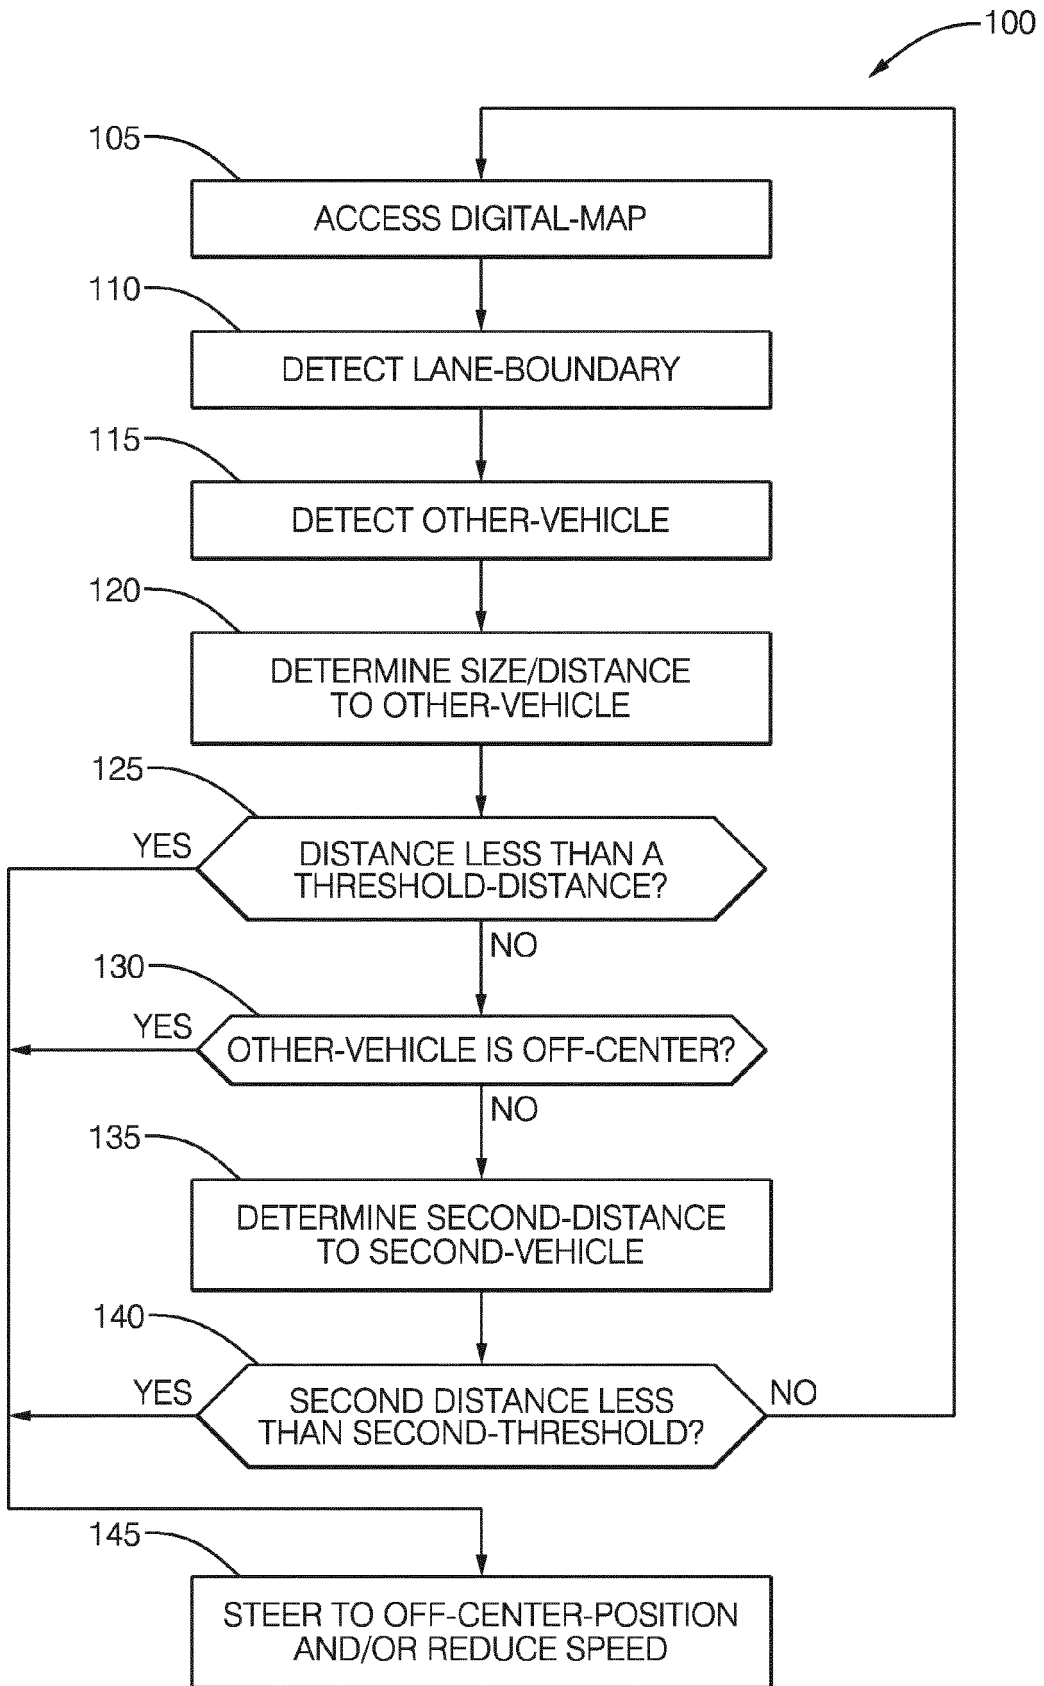 100
105
ACCESS DIGITAL-MAP
110
DETECT LANE-BOUNDARY
115
DETECT OTHER-VEHICLE
120
DETERMINE SIZE/DISTANCE
TO OTHER-VEHICLE
125
YES
DISTANCE LESS THAN A
THRESHOLD-DISTANCE?
NO
130
YES
OTHER-VEHICLE IS OFF-CENTER?
NO
135
DETERMINE SECOND-DISTANCE
TO SECOND-VEHICLE
140
YES
SECOND DISTANCE LESS
THAN SECOND-THRESHOLD?
NO
145
STEER TO OFF-CENTER-POSITION
AND/OR REDUCE SPEED